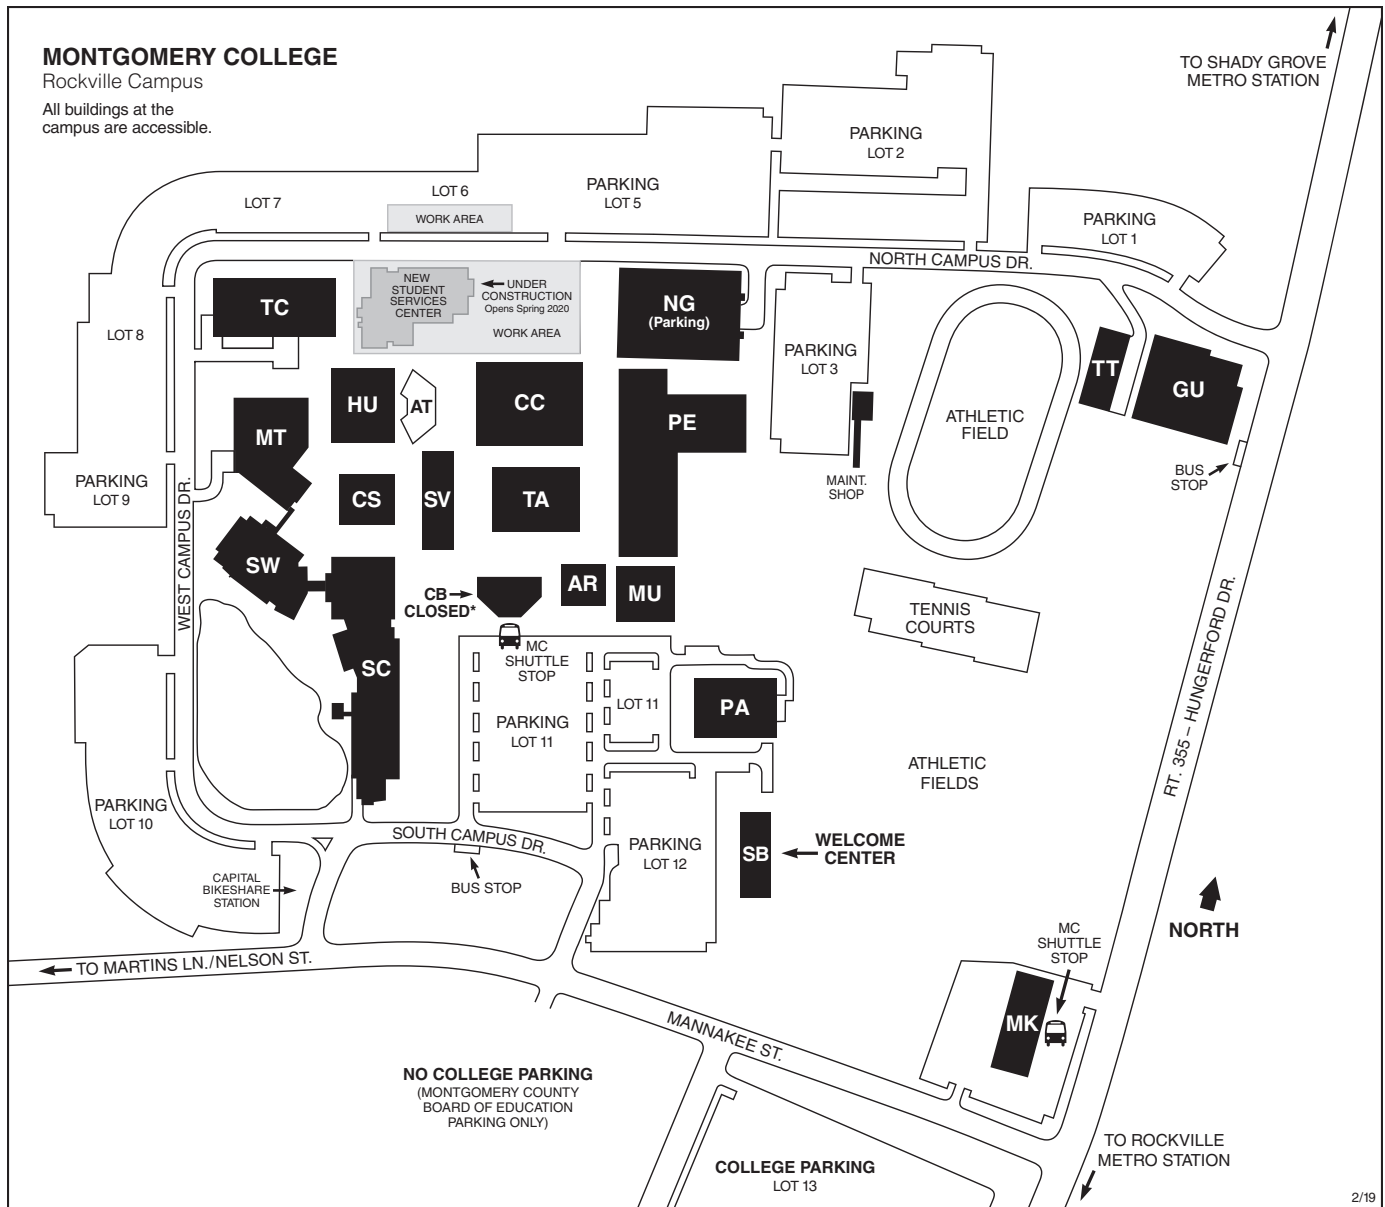 MONTGOMERY COLLEGE
Rockville Campus
All buildings at the
campus are accessible.
TO SHADY GROVE
METRO STATION
PARKING
LOT 2
LOT 7
LOT 6
WORK AREA
PARKING
LOT 5
PARKING
LOT 1
NORTH CAMPUS DR.
TC
NEW
STUDENT
SERVICES
CENTER
UNDER
CONSTRUCTION
Opens Spring 2020
WORK AREA
NG
(Parking)
LOT 8
PARKING
LOT 3
TT
GU
HU
AT
CC
PE
MT
ATHLETIC
FIELD
BUS
STOP
MAINT.
SHOP
PARKING
LOT 9
CS
SV
TA
WEST CAMPUS DR.
SW
CB
CLOSED*
AR
MU
TENNIS
COURTS
RT. 355 – HUNGERFORD DR.
MC
SHUTTLE
STOP
SC
LOT 11
PA
PARKING
LOT 11
ATHLETIC
FIELDS
PARKING
LOT 10
SOUTH CAMPUS DR.
PARKING
LOT 12
SB
WELCOME
CENTER
CAPITAL
BIKESHARE
STATION
BUS STOP
NORTH
MC
SHUTTLE
STOP
TO MARTINS LN./NELSON ST.
MK
MANNAKEE ST.
NO COLLEGE PARKING
(MONTGOMERY COUNTY
BOARD OF EDUCATION
PARKING ONLY)
TO ROCKVILLE
METRO STATION
COLLEGE PARKING
LOT 13
2/19